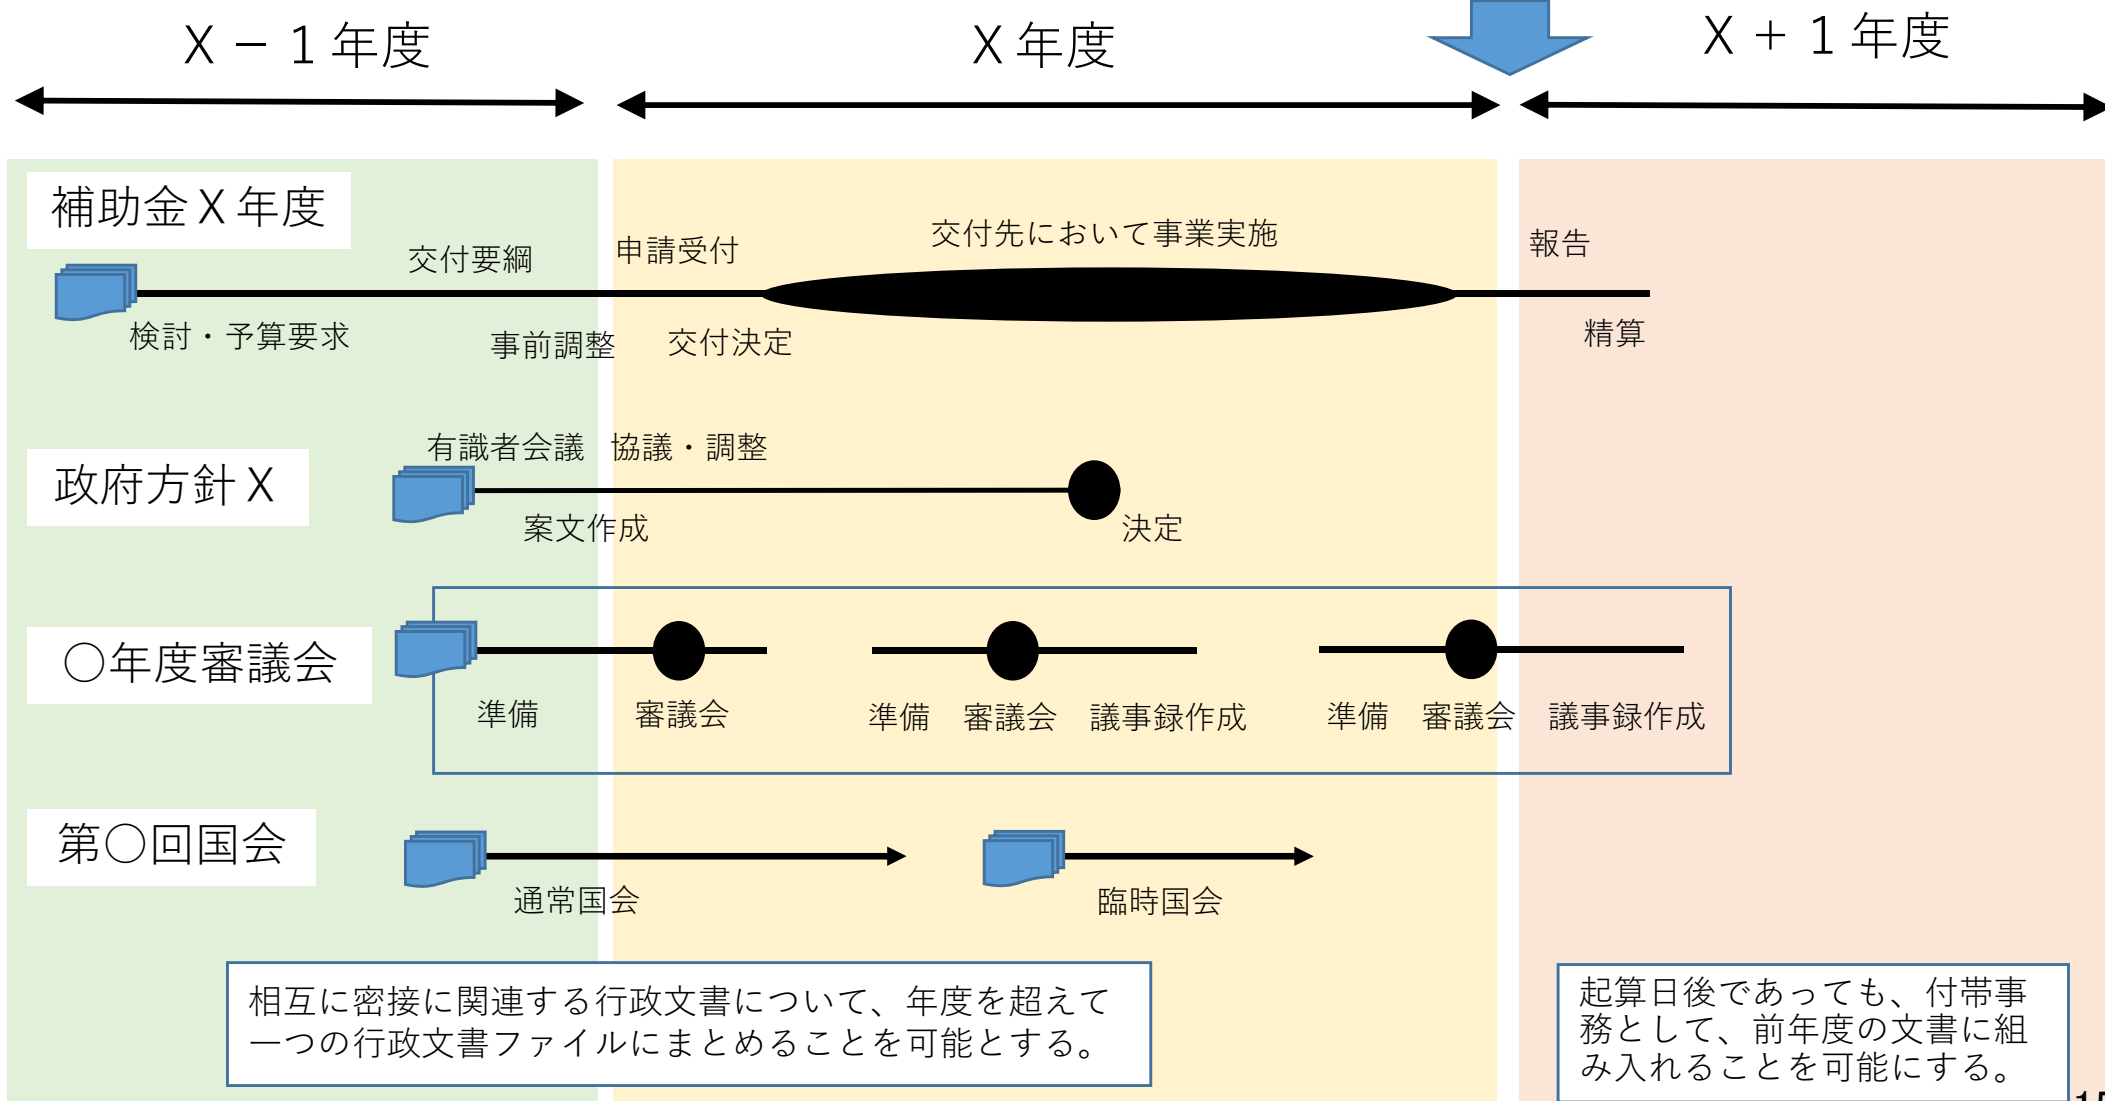 X－1年度
X年度
X＋1年度
補助金X年度
交付要綱
申請受付
交付先において事業実施
報告
検討・予算要求
事前調整
交付決定
精算
政府方針X
有識者会議
協議・調整
案文作成
決定
〇年度審議会
準備
審議会
準備
審議会
議事録作成
準備
審議会
議事録作成
第〇回国会
通常国会
臨時国会
相互に密接に関連する行政文書について、年度を超えて
一つの行政文書ファイルにまとめることを可能とする。
起算日後であっても、付帯事
務として、前年度の文書に組
み入れることを可能にする。